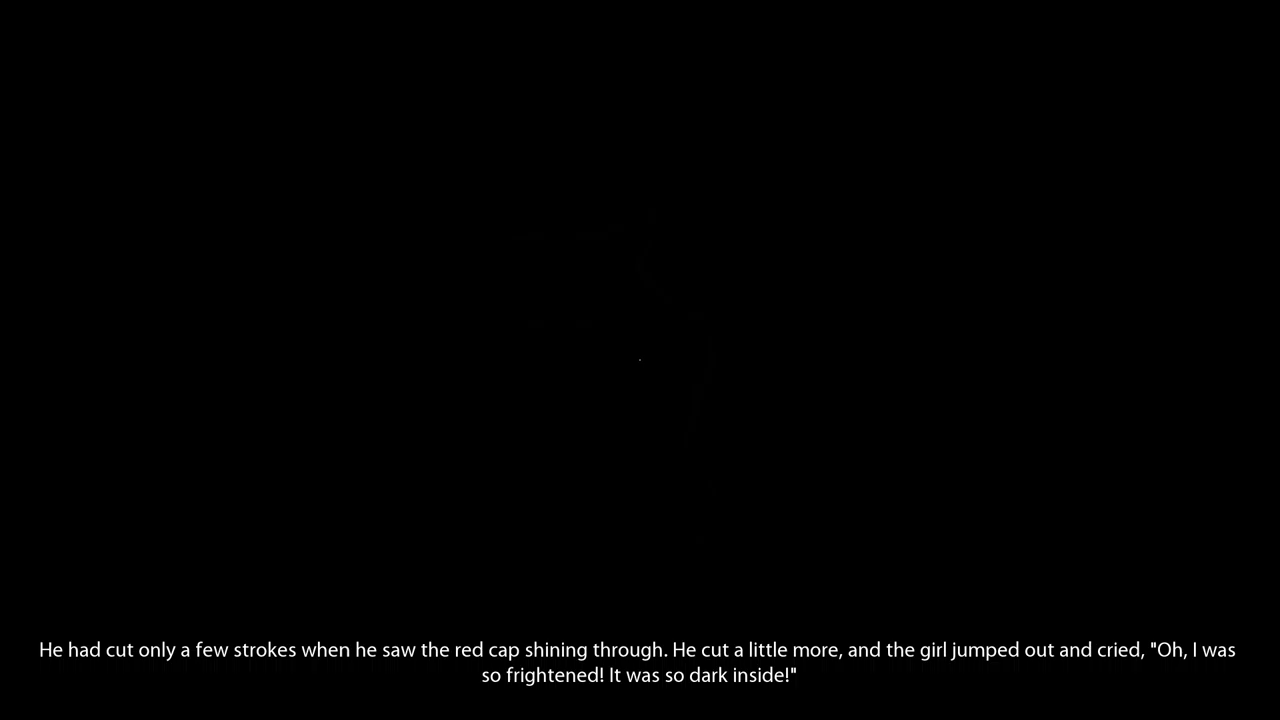 He had cut only a few strokes when he saw the red cap shining through. He cut a little more, and the girl jumped out and cried, "Oh, I was
so frightened! It was so dark inside!"